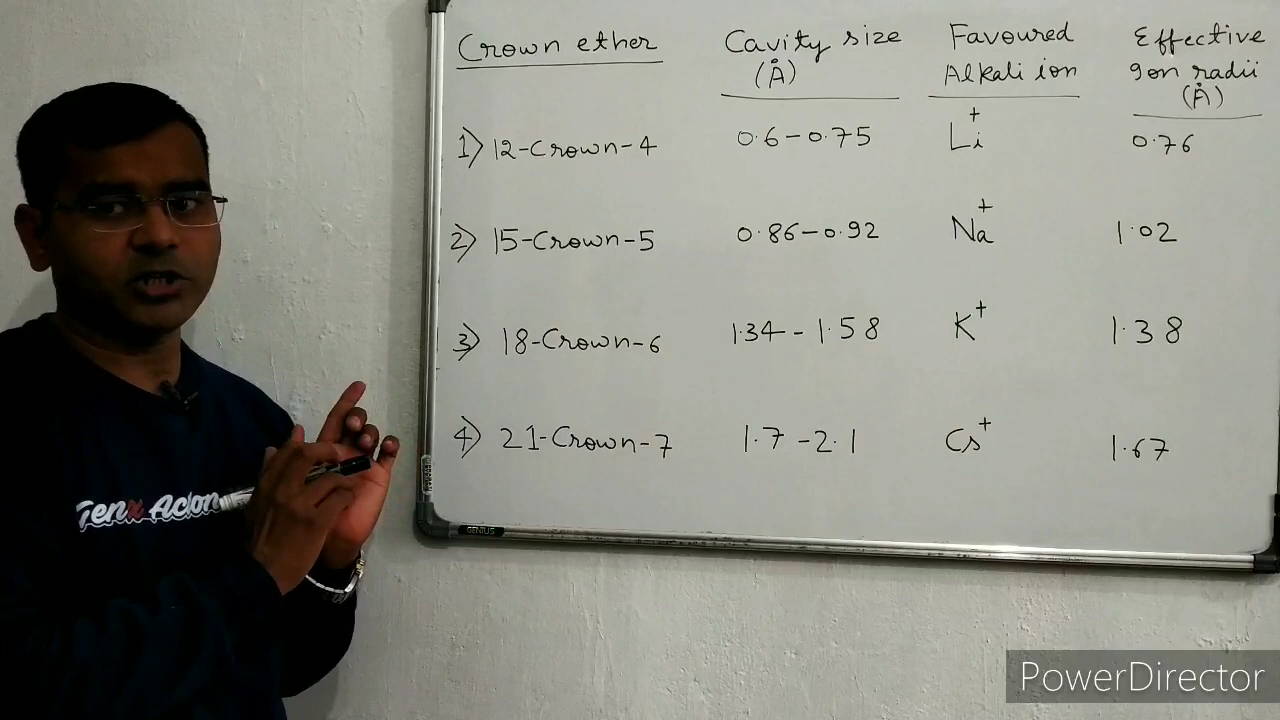 Crown ether Cavity size Favoured Effective
(Å) Alkali ion Ion radii
(Å)
1) 12-Crown-4 0.6-0.75 Li+ 0.76
2) 15-Crown-5 0.86-0.92 Na+ 1.02
3) 18-Crown-6 1.34-1.58 K+ 1.38
4) 21-Crown-7 1.7-2.1 Cs+ 1.67
Genx Action
GENIUS
PowerDirector